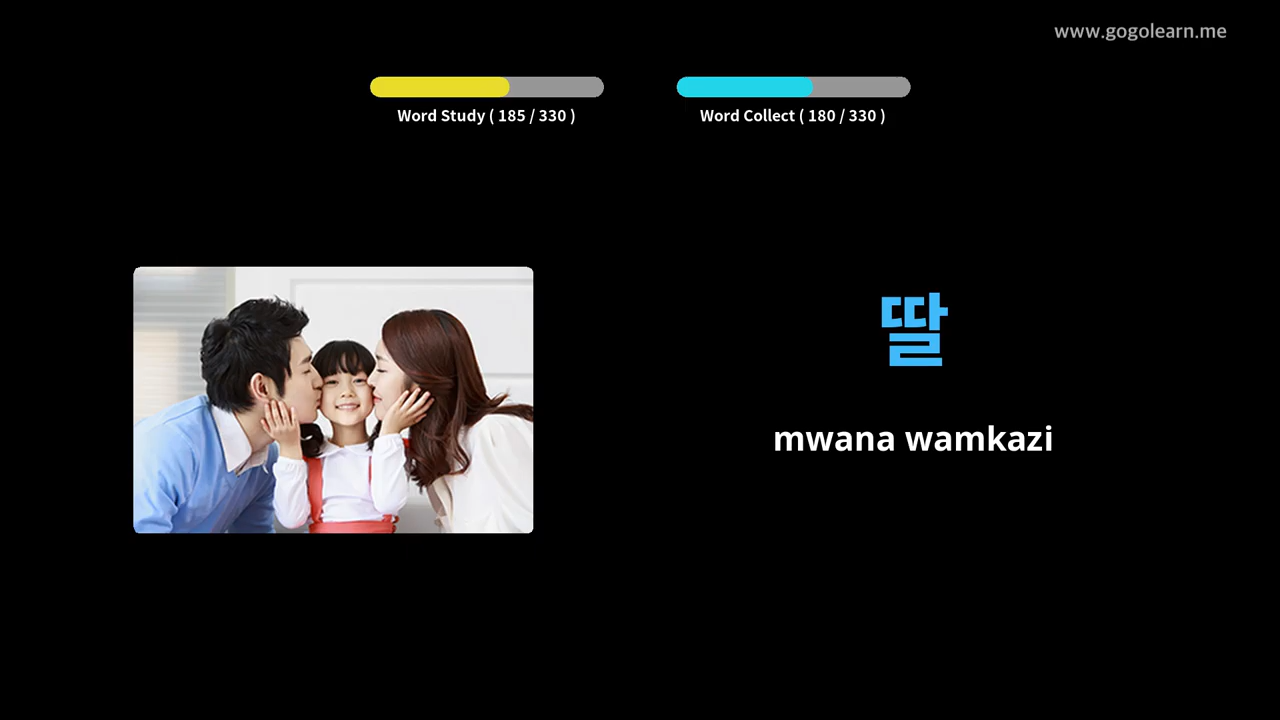 www.gogolearn.me
Word Study ( 185 / 330 )
Word Collect ( 180 / 330 )
딸
mwana wamkazi